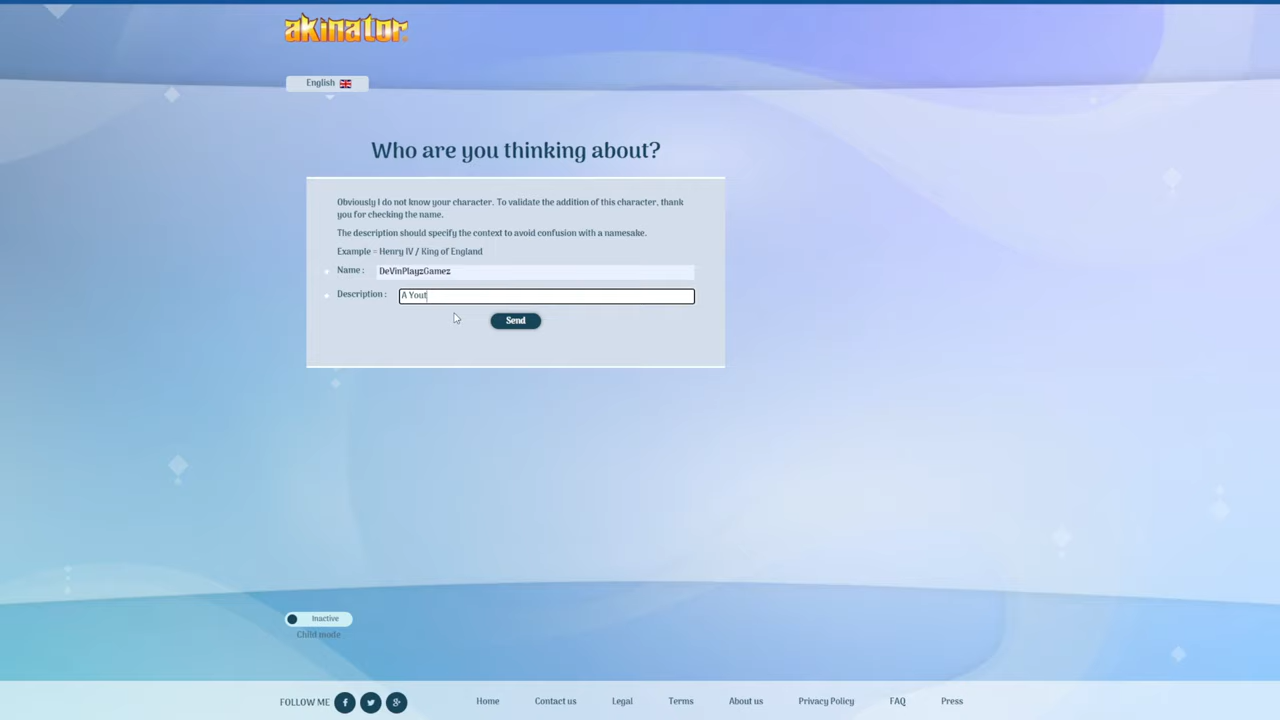 akinator
English
Who are you thinking about?
Obviously I do not know your character. To validate the addition of this character, thank
you for checking the name.
The description should specify the context to avoid confusion with a namesake.
Example = Henry IV / King of England
Name : DeVinPlayzGamez
Description : A Yout
Send
Inactive
Child mode
FOLLOW ME f g+ Home Contact us Legal Terms About us Privacy Policy FAQ Press